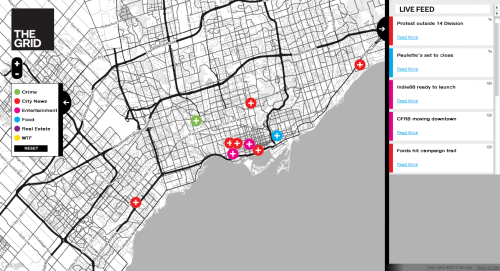 THE
GRID
Crime
City News
Entertainment
Food
Real Estate
WTF
RESET
LIVE FEED
Protest outside 14 Division
Read More
Paulette's set to close
Read More
Indie88 ready to launch
Read More
CFRB moving downtown
Read More
Fords hit campaign trail
Read More